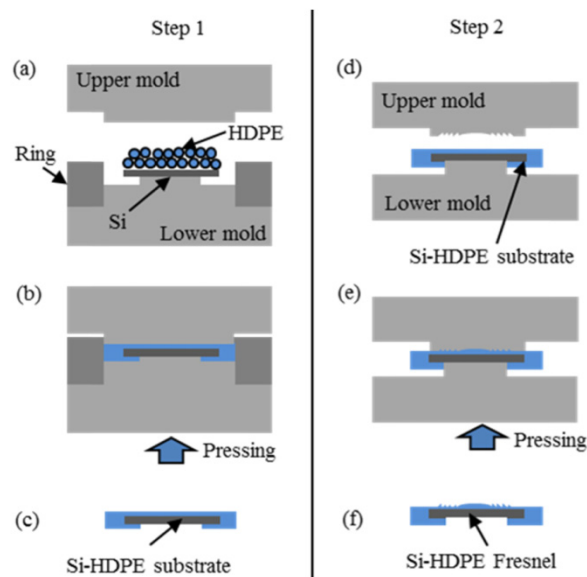 Step 1
(a)
Upper mold
HDPE
Ring
Si
Lower mold
(b)
Pressing
(c)
Si-HDPE substrate
Step 2
(d)
Upper mold
Lower mold
Si-HDPE substrate
(e)
Pressing
(f)
Si-HDPE Fresnel